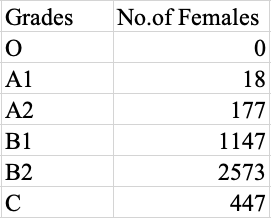 Grades No.of Females
O 0
A1 18
A2 177
B1 1147
B2 2573
C 447